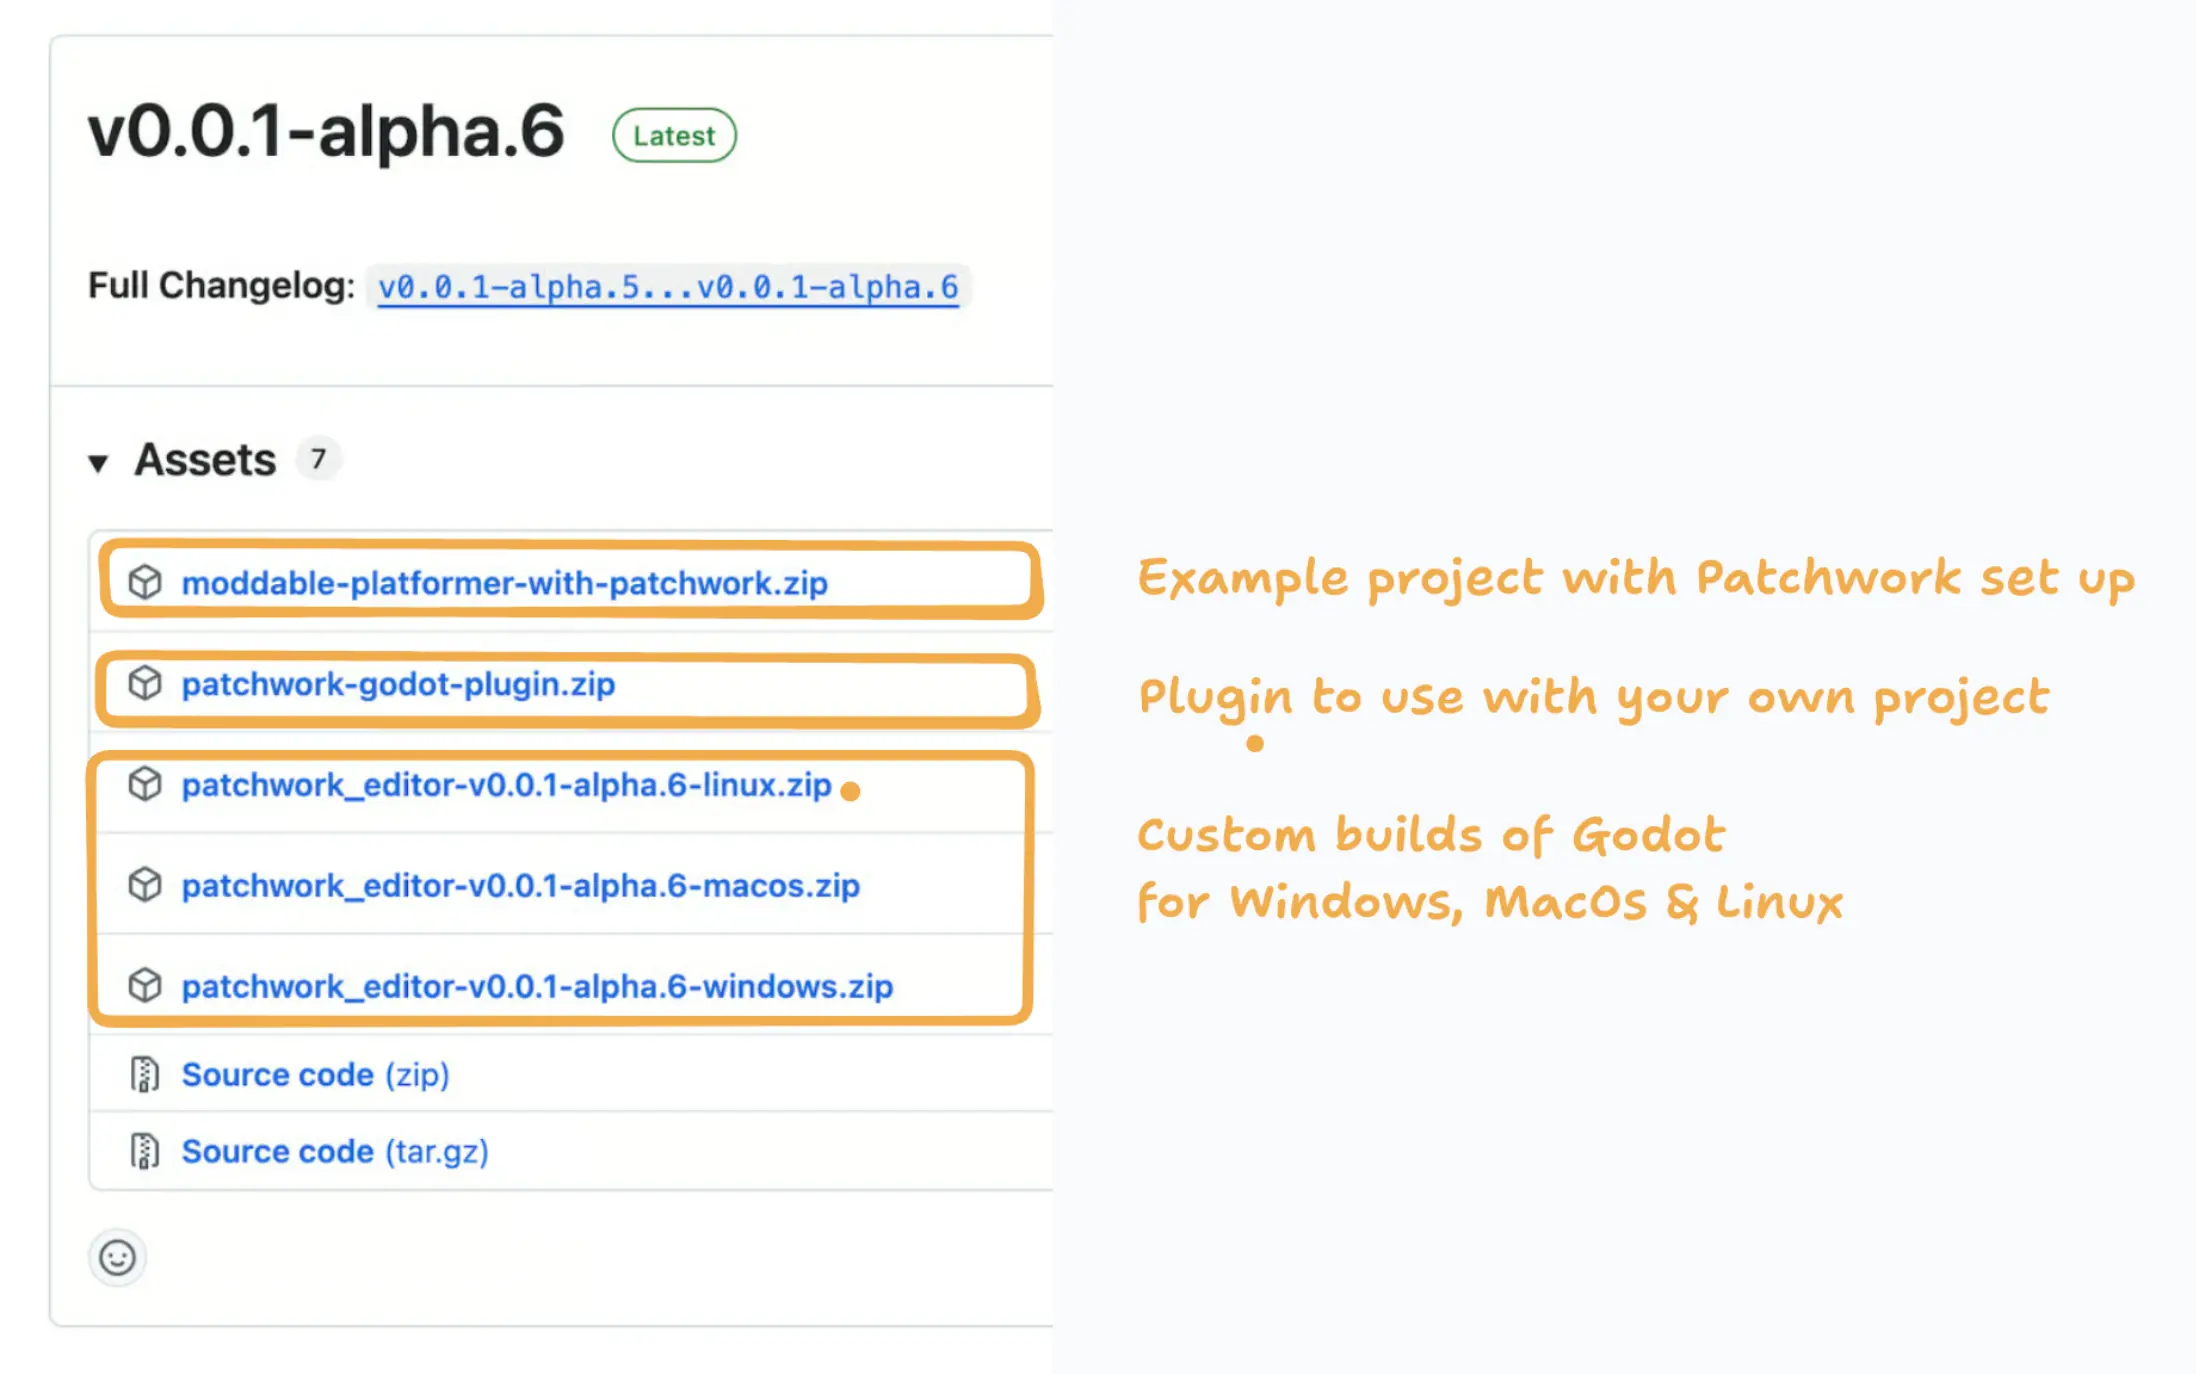 v0.0.1-alpha.6 Latest
Full Changelog: v0.0.1-alpha.5...v0.0.1-alpha.6
Assets 7
moddable-platformer-with-patchwork.zip
Example project with Patchwork set up
patchwork-godot-plugin.zip
Plugin to use with your own project
patchwork_editor-v0.0.1-alpha.6-linux.zip
patchwork_editor-v0.0.1-alpha.6-macos.zip
patchwork_editor-v0.0.1-alpha.6-windows.zip
Custom builds of Godot
for Windows, MacOs & Linux
Source code (zip)
Source code (tar.gz)